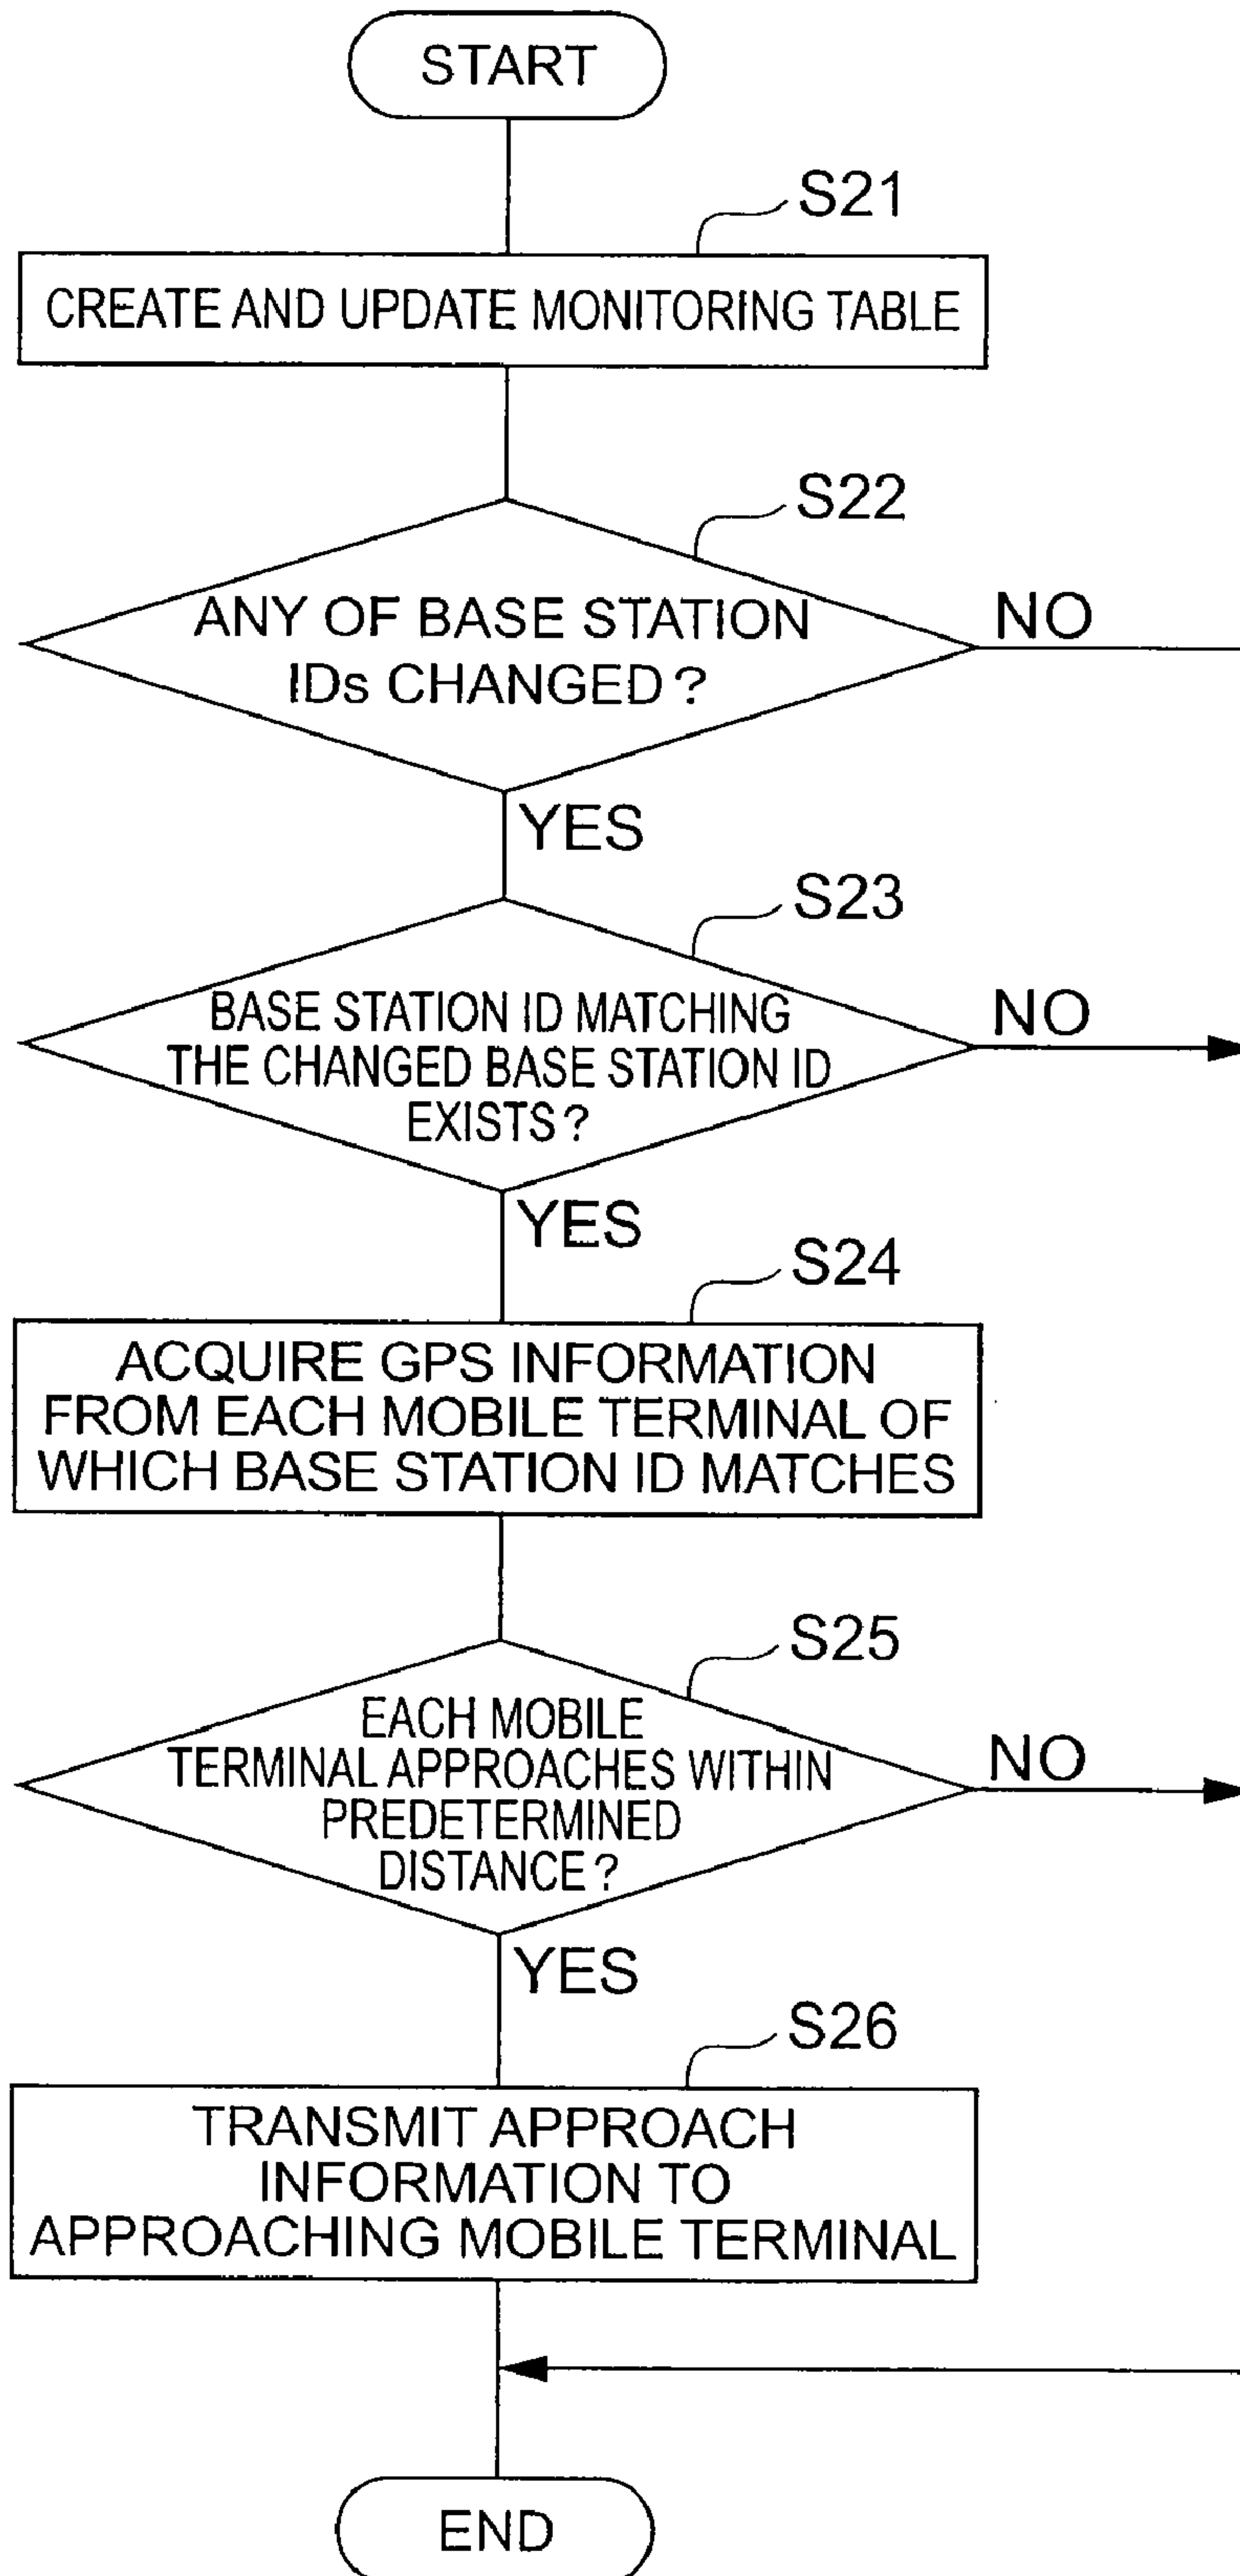 START
S21
CREATE AND UPDATE MONITORING TABLE
S22
ANY OF BASE STATION
IDs CHANGED?
NO
YES
S23
BASE STATION ID MATCHING
THE CHANGED BASE STATION ID
EXISTS?
NO
YES
S24
ACQUIRE GPS INFORMATION
FROM EACH MOBILE TERMINAL OF
WHICH BASE STATION ID MATCHES
S25
EACH MOBILE
TERMINAL APPROACHES WITHIN
PREDETERMINED
DISTANCE?
NO
YES
S26
TRANSMIT APPROACH
INFORMATION TO
APPROACHING MOBILE TERMINAL
END